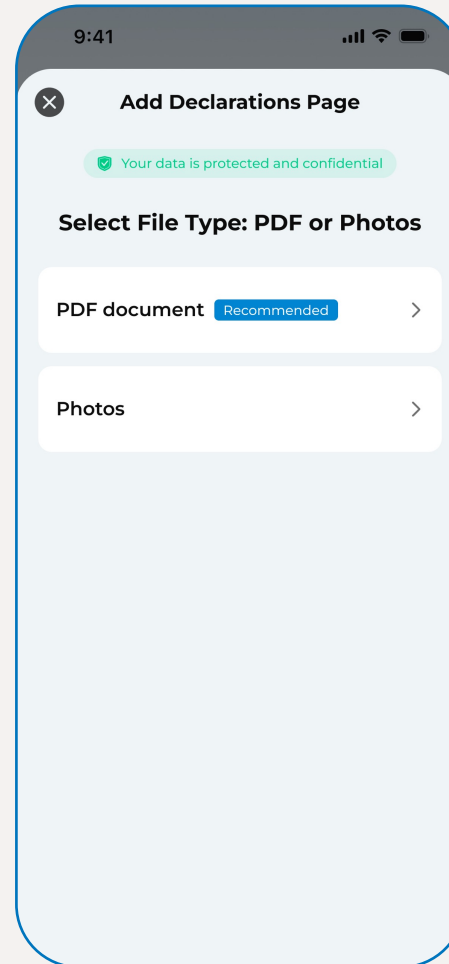 9:41
Add Declarations Page
Your data is protected and confidential
Select File Type: PDF or Photos
PDF document Recommended
Photos